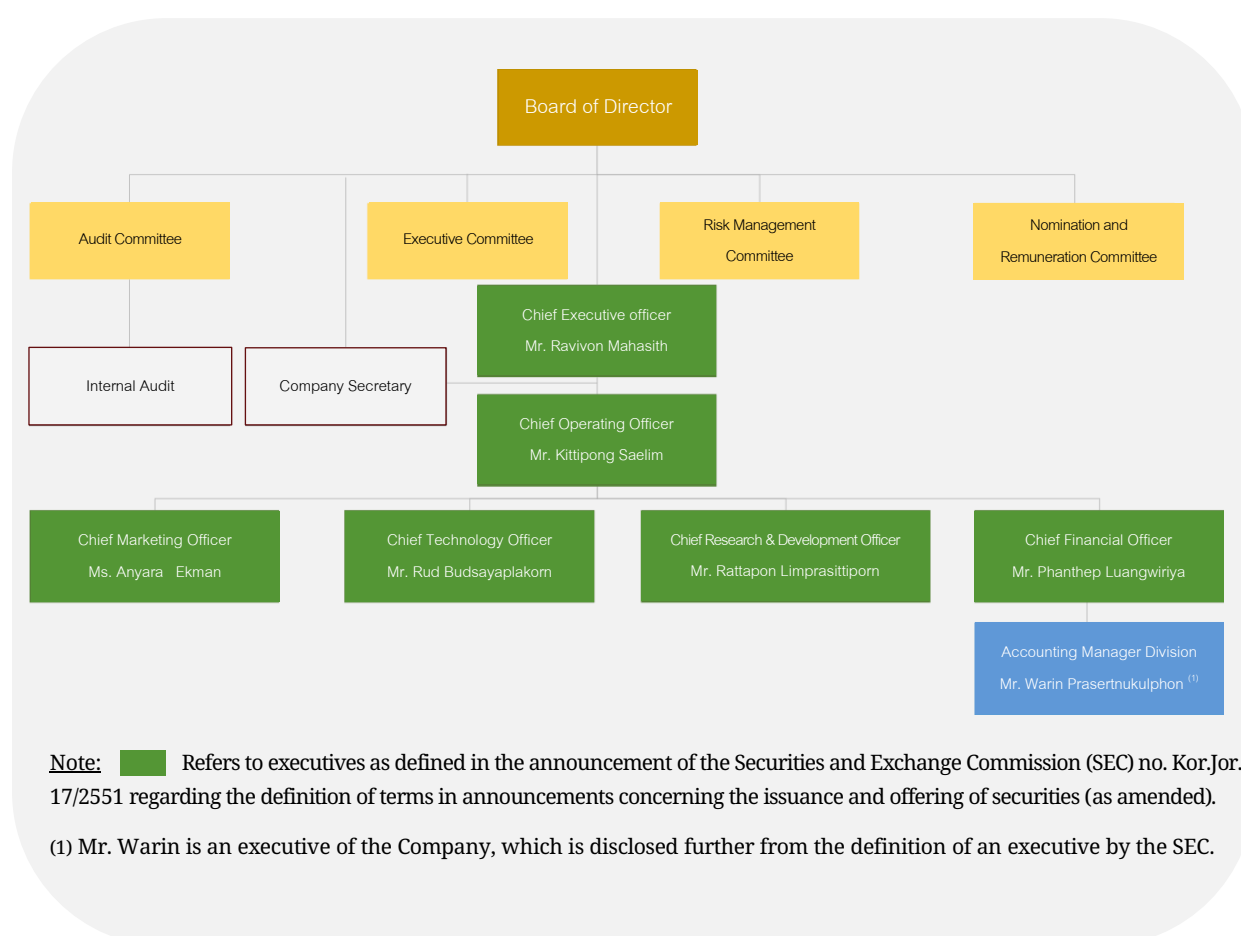 Board of Director
Audit Committee
Executive Committee
Risk Management
Committee
Nomination and
Remuneration Committee
Chief Executive officer
Mr. Ravivon Mahasith
Internal Audit
Company Secretary
Chief Operating Officer
Mr. Kittipong Saelim
Chief Marketing Officer
Ms. Anyara Ekman
Chief Technology Officer
Mr. Rud Budsayaplakorn
Chief Research & Development Officer
Mr. Rattapon Limprasittiporn
Chief Financial Officer
Mr. Phanthep Luangwiriya
Accounting Manager Division
Mr. Warin Prasertnukulphon (1)
Note: Refers to executives as defined in the announcement of the Securities and Exchange Commission (SEC) no. Kor.Jor.
17/2551 regarding the definition of terms in announcements concerning the issuance and offering of securities (as amended).
(1) Mr. Warin is an executive of the Company, which is disclosed further from the definition of an executive by the SEC.